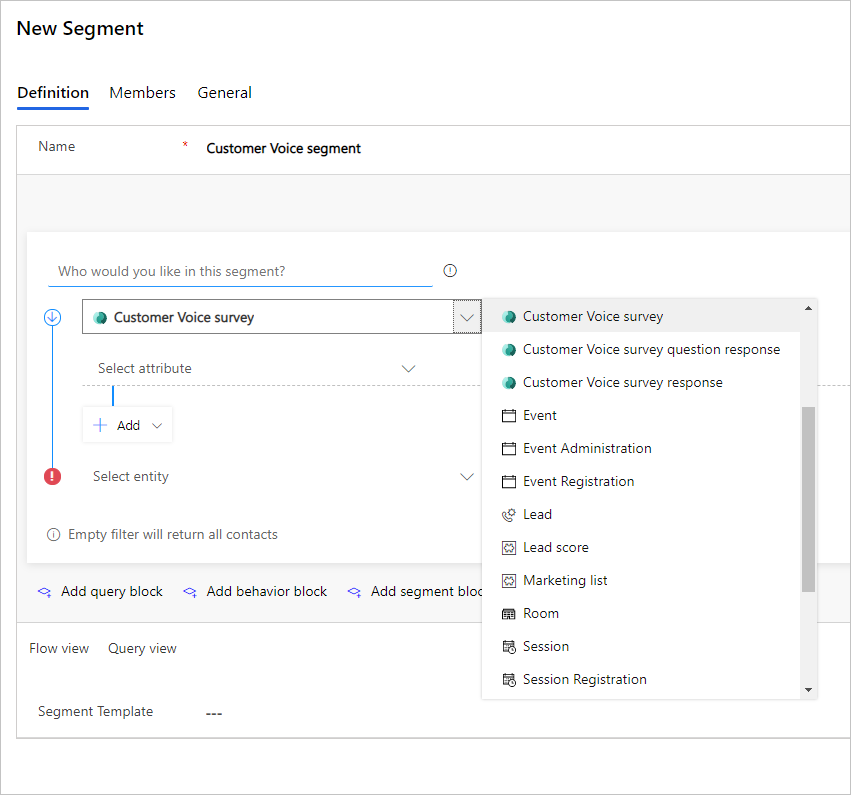 New Segment
Definition Members General
Name * Customer Voice segment
Who would you like in this segment?
Customer Voice survey
Select attribute
Add
Select entity
Empty filter will return all contacts
Add query block Add behavior block Add segment bloc
Customer Voice survey
Customer Voice survey question response
Customer Voice survey response
Event
Event Administration
Event Registration
Lead
Lead score
Marketing list
Room
Session
Session Registration
Flow view Query view
Segment Template ---